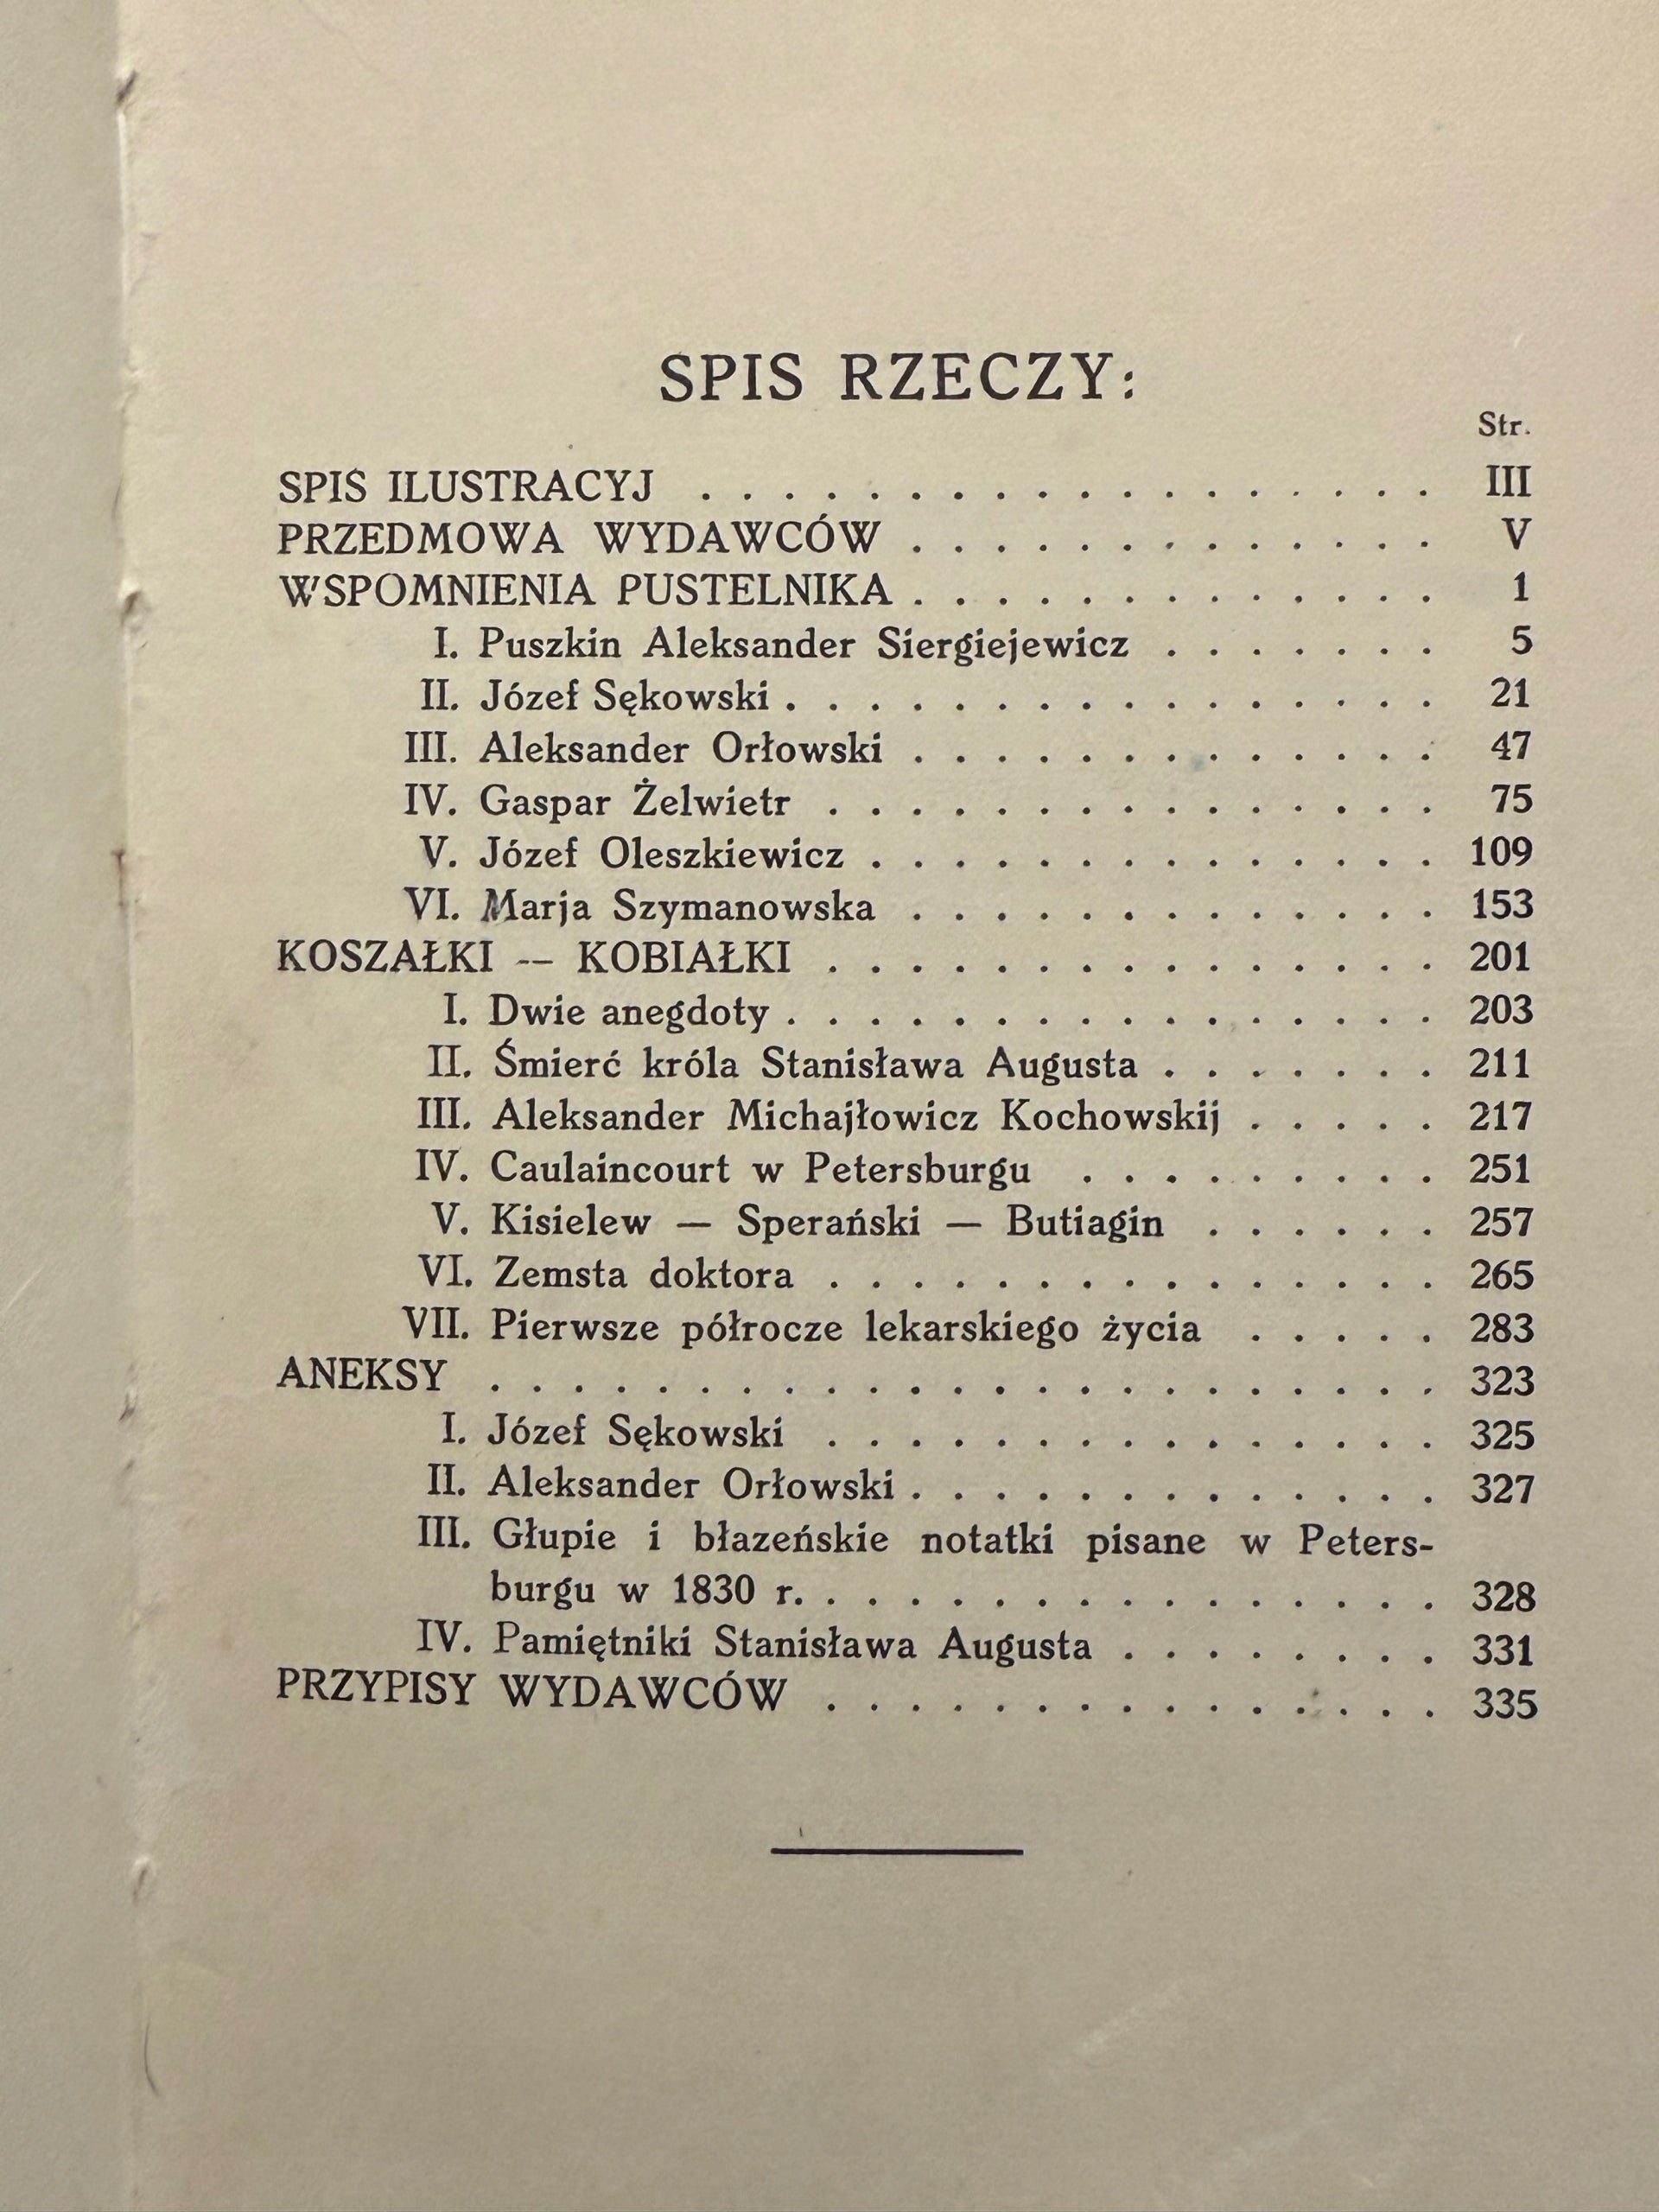 SPIS RZECZY:
Str.
SPIS ILUSTRACYJ . . . . . . . . . . . . . . . . . . III
PRZEDMOWA WYDAWCÓW . . . . . . . . . . . . . V
WSPOMNIENIA PUSTELNIKA . . . . . . . . . . . . . 1
I. Puszkin Aleksander Siergiejewicz . . . . . . . 5
II. Józef Sękowski . . . . . . . . . . . . . . . . 21
III. Aleksander Orłowski . . . . . . . . . . . . . 47
IV. Gaspar Żelwietr . . . . . . . . . . . . . . . 75
V. Józef Oleszkiewicz . . . . . . . . . . . . . . 109
VI. Marja Szymanowska . . . . . . . . . . . . . 153
KOSZAŁKI -- KOBIAŁKI . . . . . . . . . . . . . . . 201
I. Dwie anegdoty . . . . . . . . . . . . . . . . 203
II. Śmierć króla Stanisława Augusta . . . . . . . 211
III. Aleksander Michajłowicz Kochowskij . . . . . 217
IV. Caulaincourt w Petersburgu . . . . . . . . . 251
V. Kisielew — Sperański — Butiagin . . . . . . 257
VI. Zemsta doktora . . . . . . . . . . . . . . . 265
VII. Pierwsze półrocze lekarskiego życia . . . . . 283
ANEKSY . . . . . . . . . . . . . . . . . . . . . . . 323
I. Józef Sękowski . . . . . . . . . . . . . . . 325
II. Aleksander Orłowski . . . . . . . . . . . . . 327
III. Głupie i błazeńskie notatki pisane w Peters-
burgu w 1830 r. . . . . . . . . . . . . . . . 328
IV. Pamiętniki Stanisława Augusta . . . . . . . . 331
PRZYPISY WYDAWCÓW . . . . . . . . . . . . . . . 335